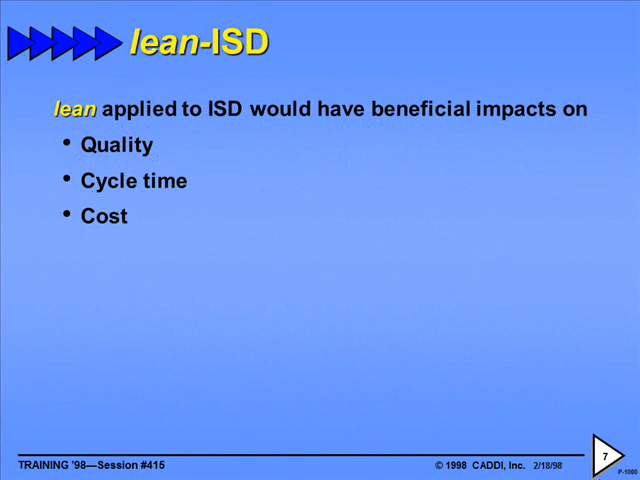 lean-ISD
lean applied to ISD would have beneficial impacts on
• Quality
• Cycle time
• Cost
TRAINING '98—Session #415
© 1998 CADDI, Inc. 2/18/98
7
P-1000